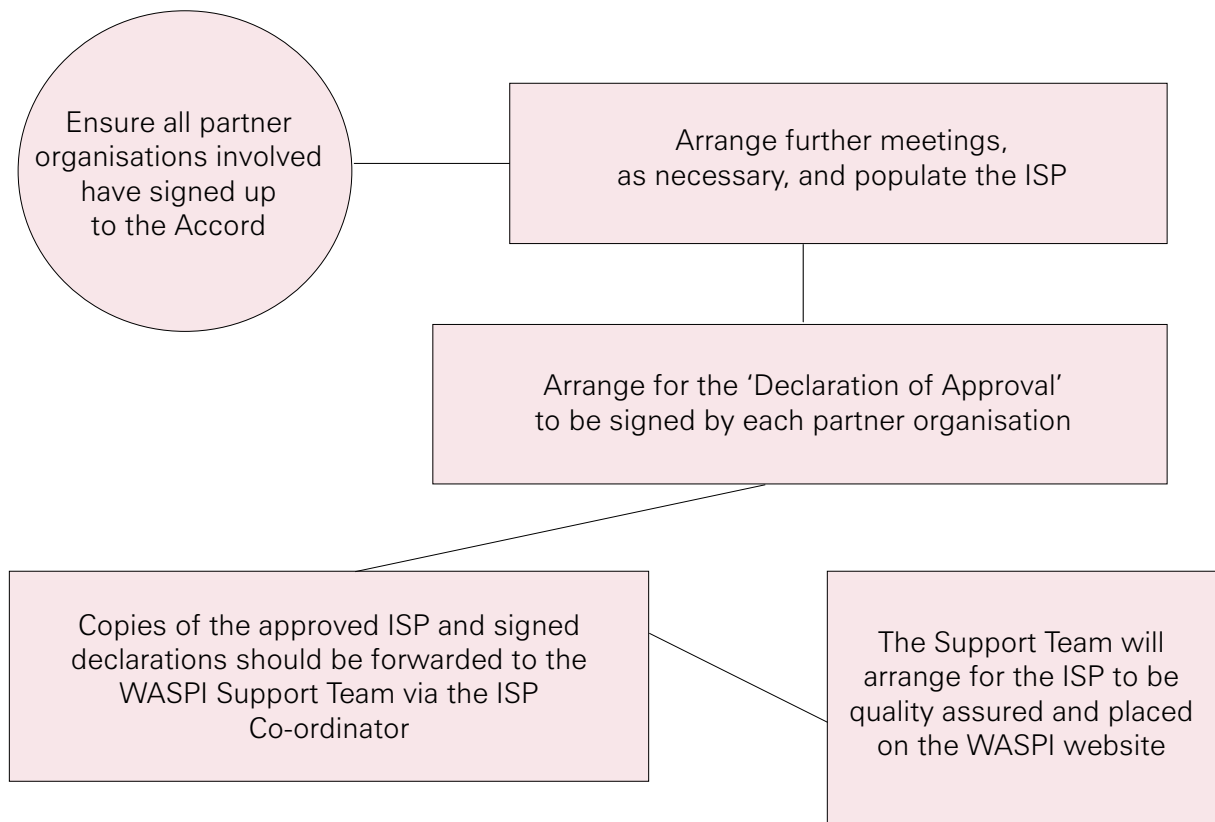 Ensure all partner
organisations involved
have signed up
to the Accord
Arrange further meetings,
as necessary, and populate the ISP
Arrange for the ‘Declaration of Approval’
to be signed by each partner organisation
Copies of the approved ISP and signed
declarations should be forwarded to the
WASPI Support Team via the ISP
Co-ordinator
The Support Team will
arrange for the ISP to be
quality assured and placed
on the WASPI website